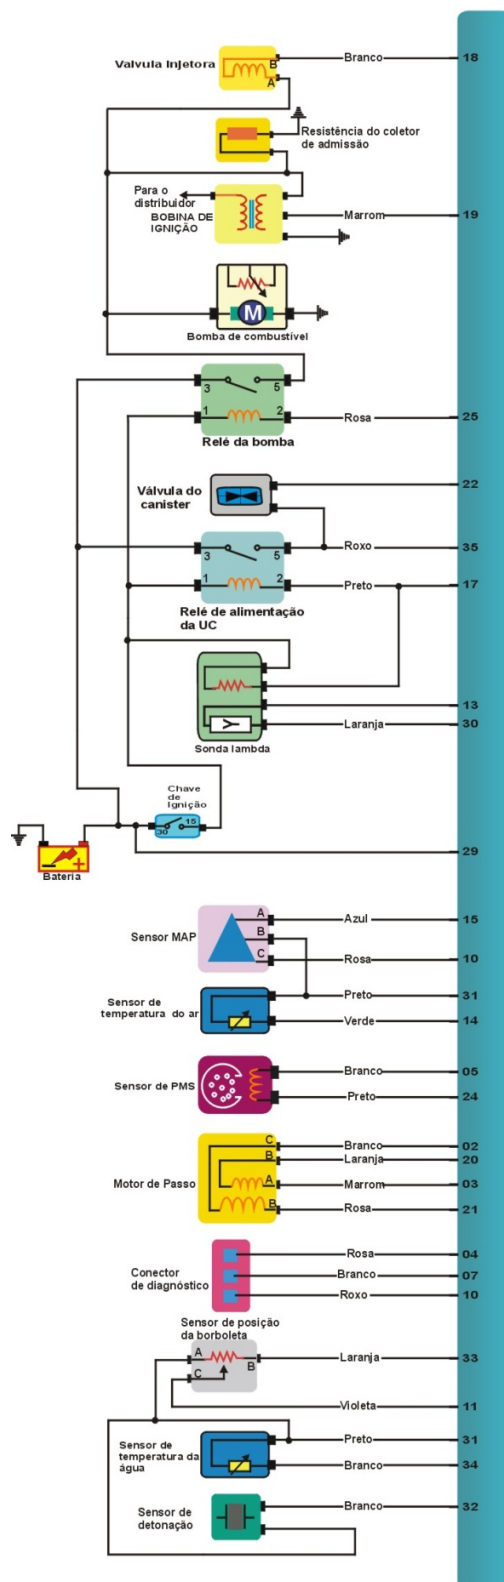 Valvula Injetora
B
A
Branco
18
Resistência do coletor
de admissão
Para o
distribuidor
BOBINA DE
IGNIÇÃO
Marrom
19
M
Bomba de combustível
3
5
1
2
Rosa
25
Relé da bomba
Válvula do
canister
22
3
5
Roxo
35
1
2
Preto
17
Relé de alimentação
da UC
13
Laranja
30
Sonda lambda
Chave
de
Ignição
30
15
Bateria
29
Sensor MAP
A
B
C
Azul
15
Rosa
10
Sensor de
temperatura do ar
Preto
31
Verde
14
Sensor de PMS
Branco
05
Preto
24
Motor de Passo
C
B
A
B
Branco
02
Laranja
20
Marrom
03
Rosa
21
Conector
de diagnóstico
Rosa
04
Branco
07
Roxo
10
Sensor de posição
da borboleta
A
B
C
Laranja
33
Violeta
11
Sensor de
temperatura da
água
Preto
31
Branco
34
Sensor de
detonação
Branco
32